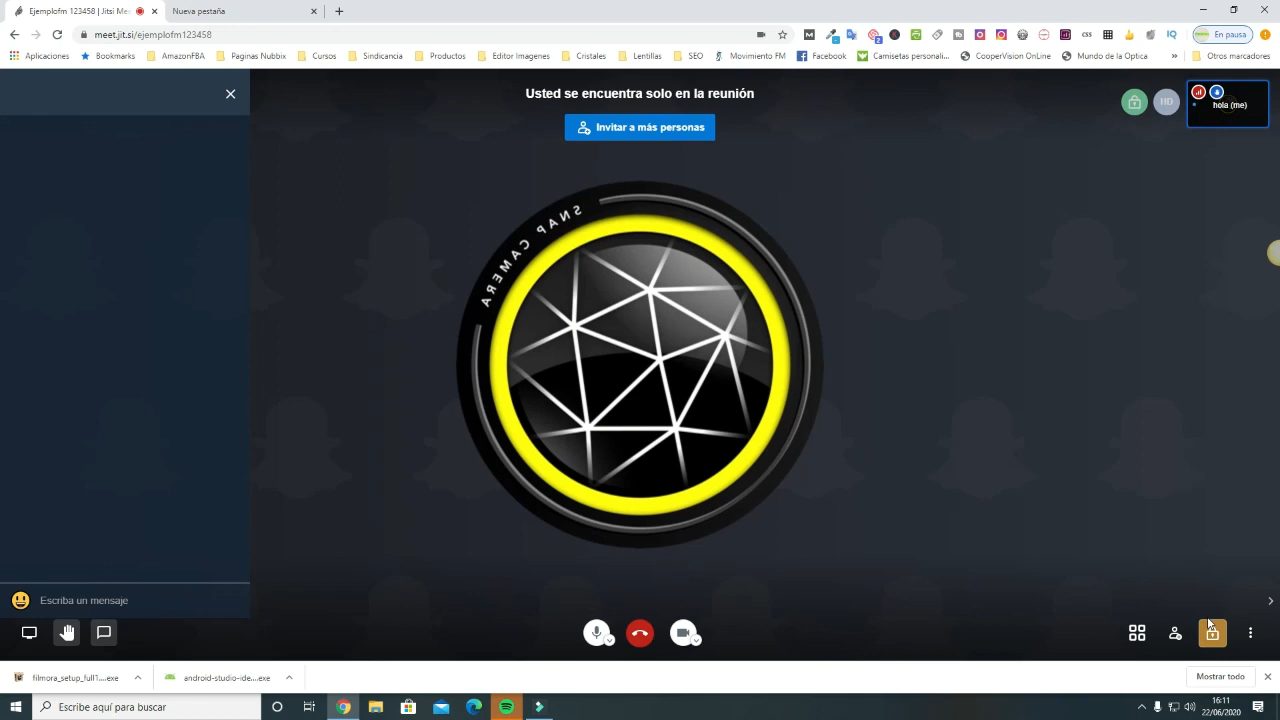 Ejemplofm 123458 | Jitsi Me
Nueva pestaña
meet.jit.si/ejemplofm123458
En pausa
Aplicaciones
Bookmarks
AmazonFBA
Paginas Nubbix
Cursos
Sindicancia
Productos
Editor Imagenes
Cristales
Lentillas
SEO
Movimiento FM
Facebook
Camisetas personali...
CooperVision OnLine
Mundo de la Optica
Otros marcadores
Usted se encuentra solo en la reunión
Invitar a más personas
HD
hola (me)
SNAP CAMERA
Escriba un mensaje
filmora_setup_full1....exe
android-studio-ide....exe
Mostrar todo
Escribe aquí para buscar
16:11
22/06/2020